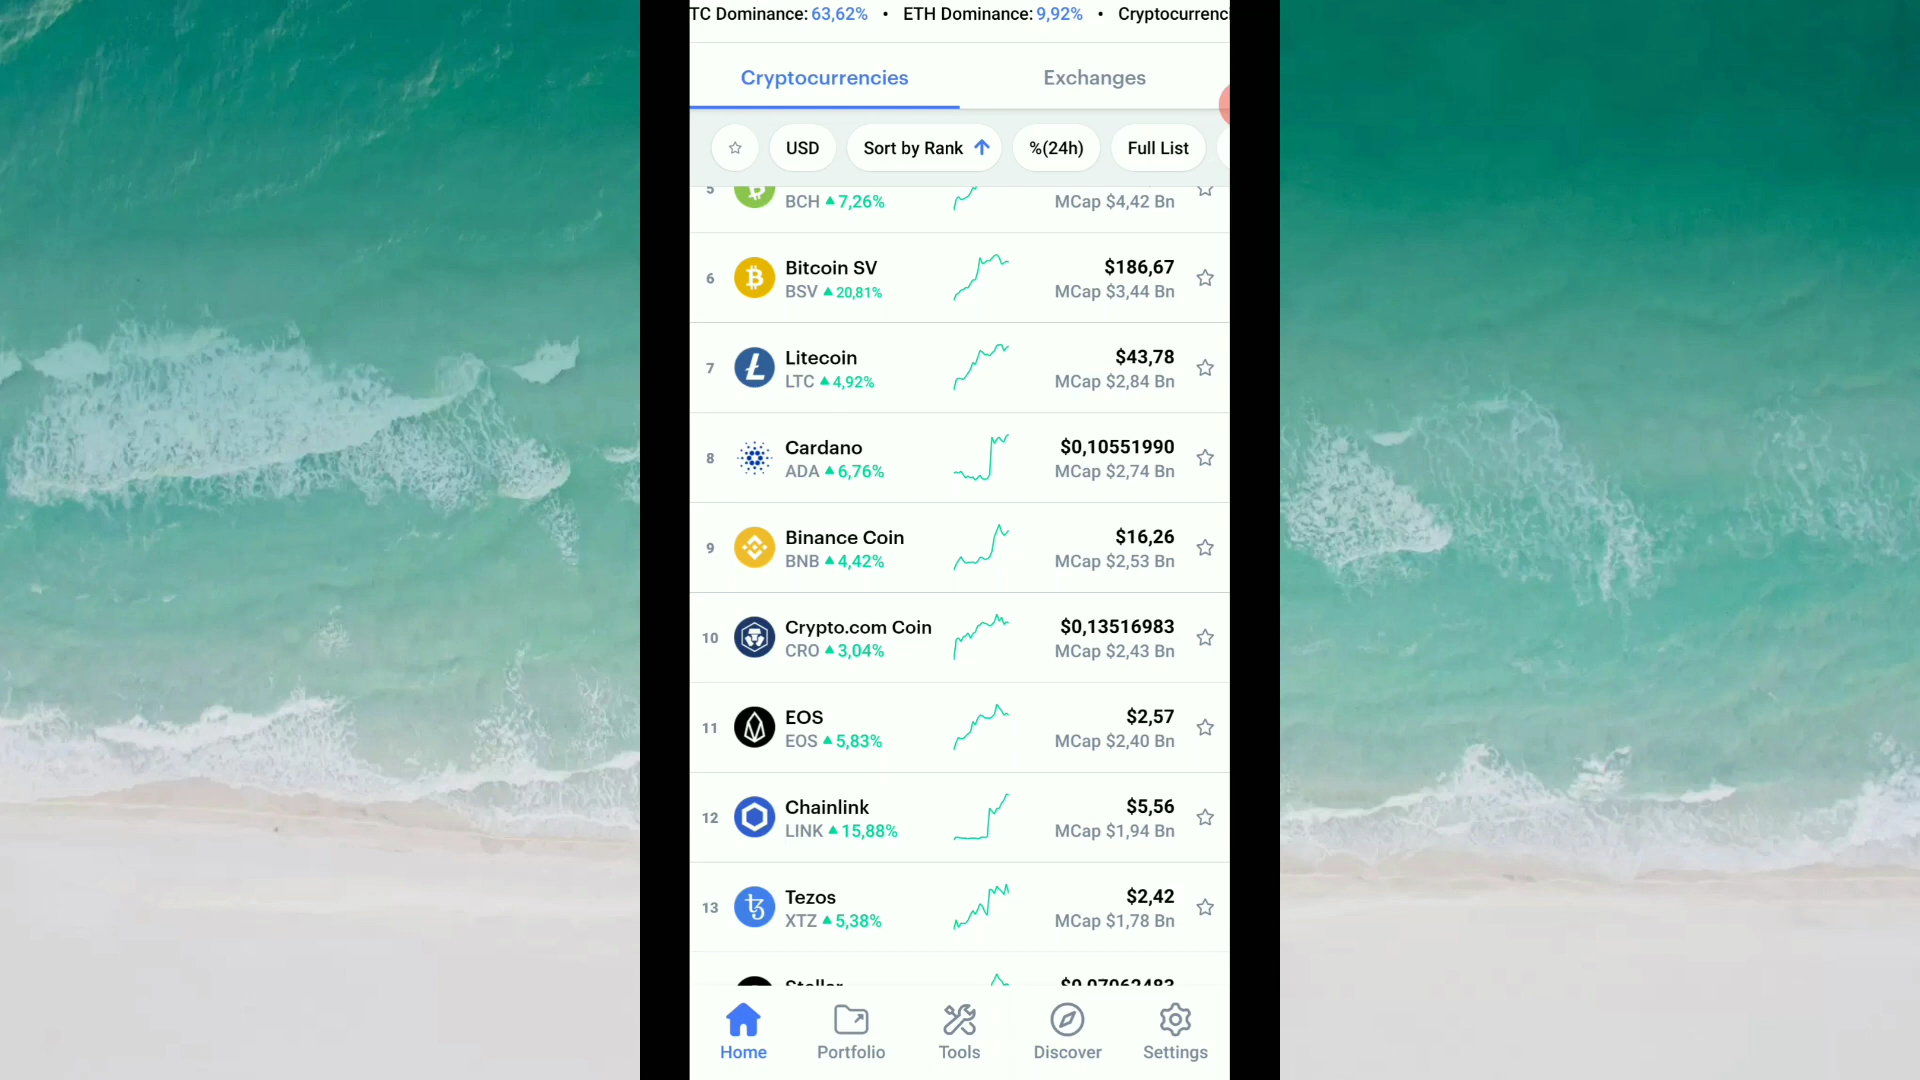 TC Dominance: 63,62% • ETH Dominance: 9,92% • Cryptocurrenc
Cryptocurrencies Exchanges
USD Sort by Rank %(24h) Full List
5 BCH 7,26% MCap $4,42 Bn
Bitcoin SV $186,67
6 BSV 20,81% MCap $3,44 Bn
Litecoin $43,78
7 LTC 4,92% MCap $2,84 Bn
Cardano $0,10551990
8 ADA 6,76% MCap $2,74 Bn
Binance Coin $16,26
9 BNB 4,42% MCap $2,53 Bn
Crypto.com Coin $0,13516983
10 CRO 3,04% MCap $2,43 Bn
EOS $2,57
11 EOS 5,83% MCap $2,40 Bn
Chainlink $5,56
12 LINK 15,88% MCap $1,94 Bn
Tezos $2,42
13 XTZ 5,38% MCap $1,78 Bn
Stellar
Home Portfolio Tools Discover Settings